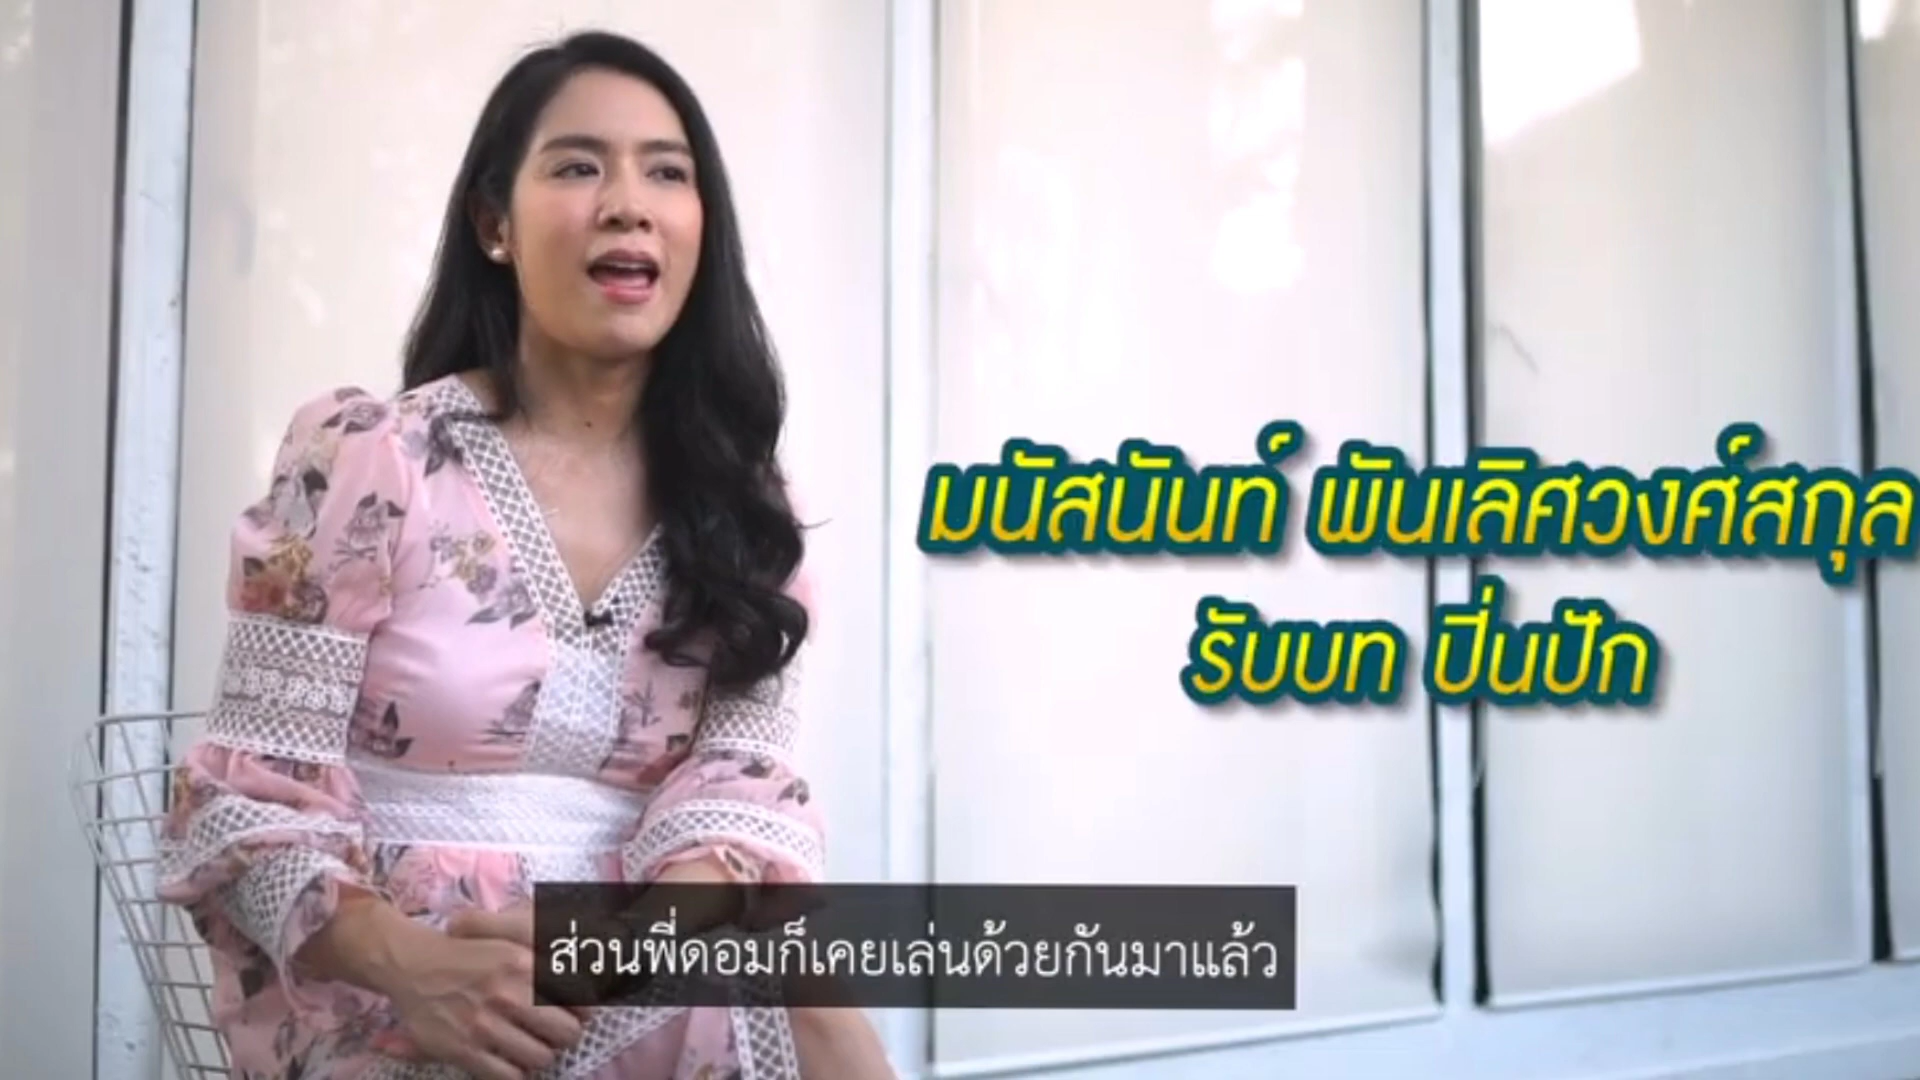 มนัสนันท์ พันเลิศวงศ์สกุล
รับบท ปิ่นปัก
ส่วนพี่ดอมก็เคยเล่นด้วยกันมาแล้ว